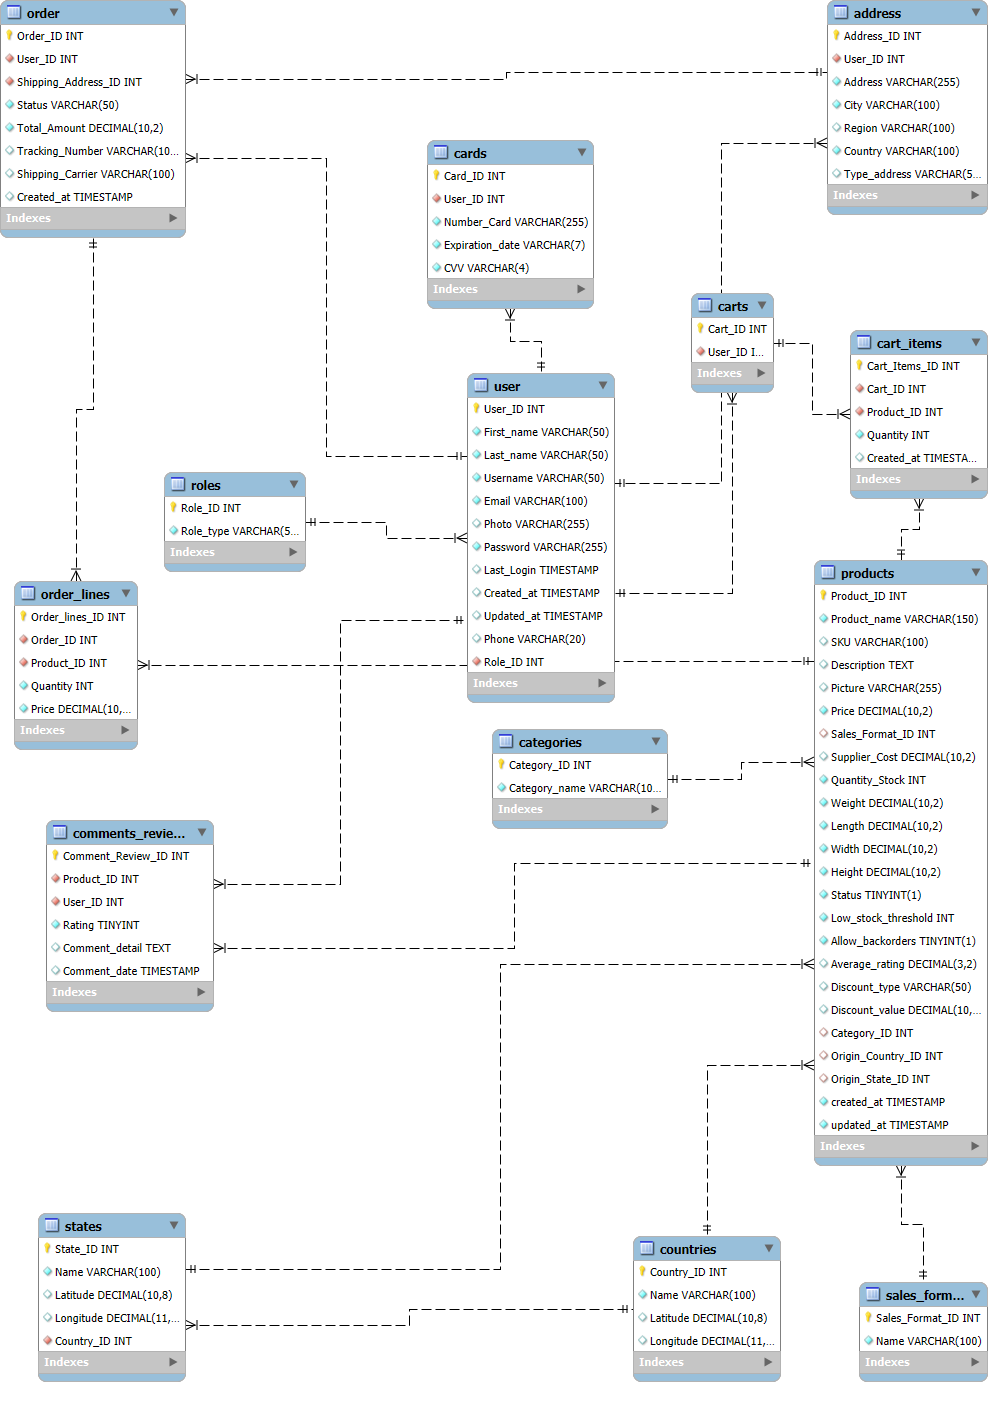 order
Order_ID INT
User_ID INT
Shipping_Address_ID INT
Status VARCHAR(50)
Total_Amount DECIMAL(10,2)
Tracking_Number VARCHAR(10...
Shipping_Carrier VARCHAR(100)
Created_at TIMESTAMP
Indexes
address
Address_ID INT
User_ID INT
Address VARCHAR(255)
City VARCHAR(100)
Region VARCHAR(100)
Country VARCHAR(100)
Type_address VARCHAR(5...
Indexes
cards
Card_ID INT
User_ID INT
Number_Card VARCHAR(255)
Expiration_date VARCHAR(7)
CVV VARCHAR(4)
Indexes
carts
Cart_ID INT
User_ID I...
Indexes
cart_items
Cart_Items_ID INT
Cart_ID INT
Product_ID INT
Quantity INT
Created_at TIMESTA...
Indexes
user
User_ID INT
First_name VARCHAR(50)
Last_name VARCHAR(50)
Username VARCHAR(50)
Email VARCHAR(100)
Photo VARCHAR(255)
Password VARCHAR(255)
Last_Login TIMESTAMP
Created_at TIMESTAMP
Updated_at TIMESTAMP
Phone VARCHAR(20)
Role_ID INT
Indexes
roles
Role_ID INT
Role_type VARCHAR(5...
Indexes
order_lines
Order_lines_ID INT
Order_ID INT
Product_ID INT
Quantity INT
Price DECIMAL(10,...
Indexes
products
Product_ID INT
Product_name VARCHAR(150)
SKU VARCHAR(100)
Description TEXT
Picture VARCHAR(255)
Price DECIMAL(10,2)
Sales_Format_ID INT
Supplier_Cost DECIMAL(10,2)
Quantity_Stock INT
Weight DECIMAL(10,2)
Length DECIMAL(10,2)
Width DECIMAL(10,2)
Height DECIMAL(10,2)
Status TINYINT(1)
Low_stock_threshold INT
Allow_backorders TINYINT(1)
Average_rating DECIMAL(3,2)
Discount_type VARCHAR(50)
Discount_value DECIMAL(10,...
Category_ID INT
Origin_Country_ID INT
Origin_State_ID INT
created_at TIMESTAMP
updated_at TIMESTAMP
Indexes
categories
Category_ID INT
Category_name VARCHAR(10...
Indexes
comments_revie...
Comment_Review_ID INT
Product_ID INT
User_ID INT
Rating TINYINT
Comment_detail TEXT
Comment_date TIMESTAMP
Indexes
states
State_ID INT
Name VARCHAR(100)
Latitude DECIMAL(10,8)
Longitude DECIMAL(11,...
Country_ID INT
Indexes
countries
Country_ID INT
Name VARCHAR(100)
Latitude DECIMAL(10,8)
Longitude DECIMAL(11,...
Indexes
sales_form...
Sales_Format_ID INT
Name VARCHAR(100)
Indexes